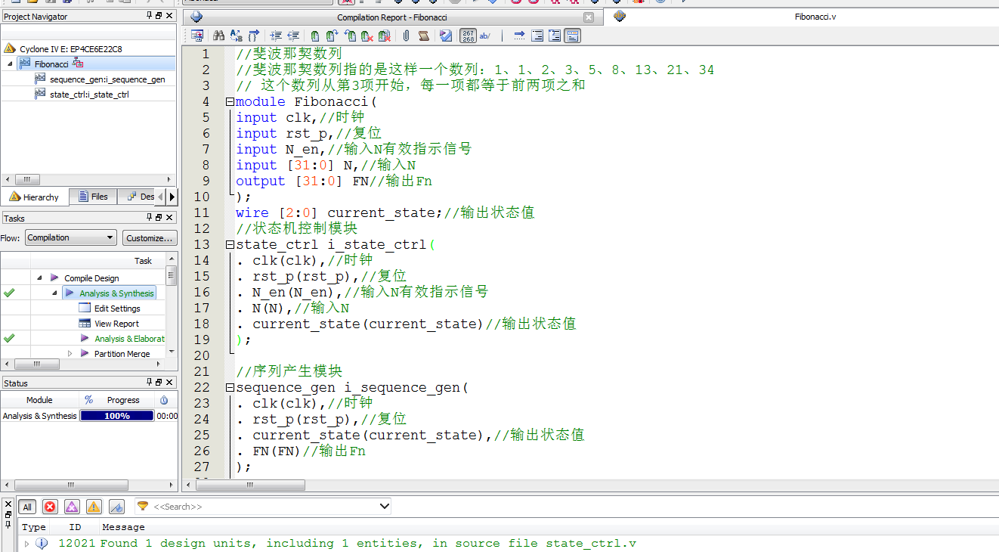 Project Navigator
Compilation Report - Fibonacci
Fibonacci.v
Cyclone IV E: EP4CE6E22C8
Fibonacci
sequence_gen:i_sequence_gen
state_ctrl:i_state_ctrl
Hierarchy
Files
Des
Tasks
Flow:
Compilation
Customize...
Task
Compile Design
Analysis & Synthesis
Edit Settings
View Report
Analysis & Elaborat
Partition Merge
Status
Module
%
Progress
Analysis & Synthesis
100%
00:00
267
268
ab/
1 //斐波那契数列
2 //斐波那契数列指的是这样一个数列：1、1、2、3、5、8、13、21、34
3 // 这个数列从第3项开始，每一项都等于前两项之和
4 module Fibonacci(
5 input clk,//时钟
6 input rst_p,//复位
7 input N_en,//输入N有效指示信号
8 input [31:0] N,//输入N
9 output [31:0] FN//输出Fn
10 );
11 wire [2:0] current_state;//输出状态值
12 //状态机控制模块
13 state_ctrl i_state_ctrl(
14 . clk(clk),//时钟
15 . rst_p(rst_p),//复位
16 . N_en(N_en),//输入N有效指示信号
17 . N(N),//输入N
18 . current_state(current_state)//输出状态值
19 );
20
21 //序列产生模块
22 sequence_gen i_sequence_gen(
23 . clk(clk),//时钟
24 . rst_p(rst_p),//复位
25 . current_state(current_state),//输出状态值
26 . FN(FN)//输出Fn
27 );
All
<<Search>>
Type ID Message
12021 Found 1 design units, including 1 entities, in source file state_ctrl.v